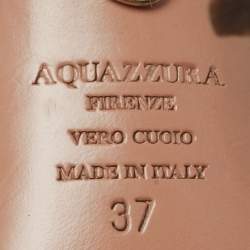 AQUAZZURA
FIRENZE
VERO CUOIO
MADE IN ITALY
37